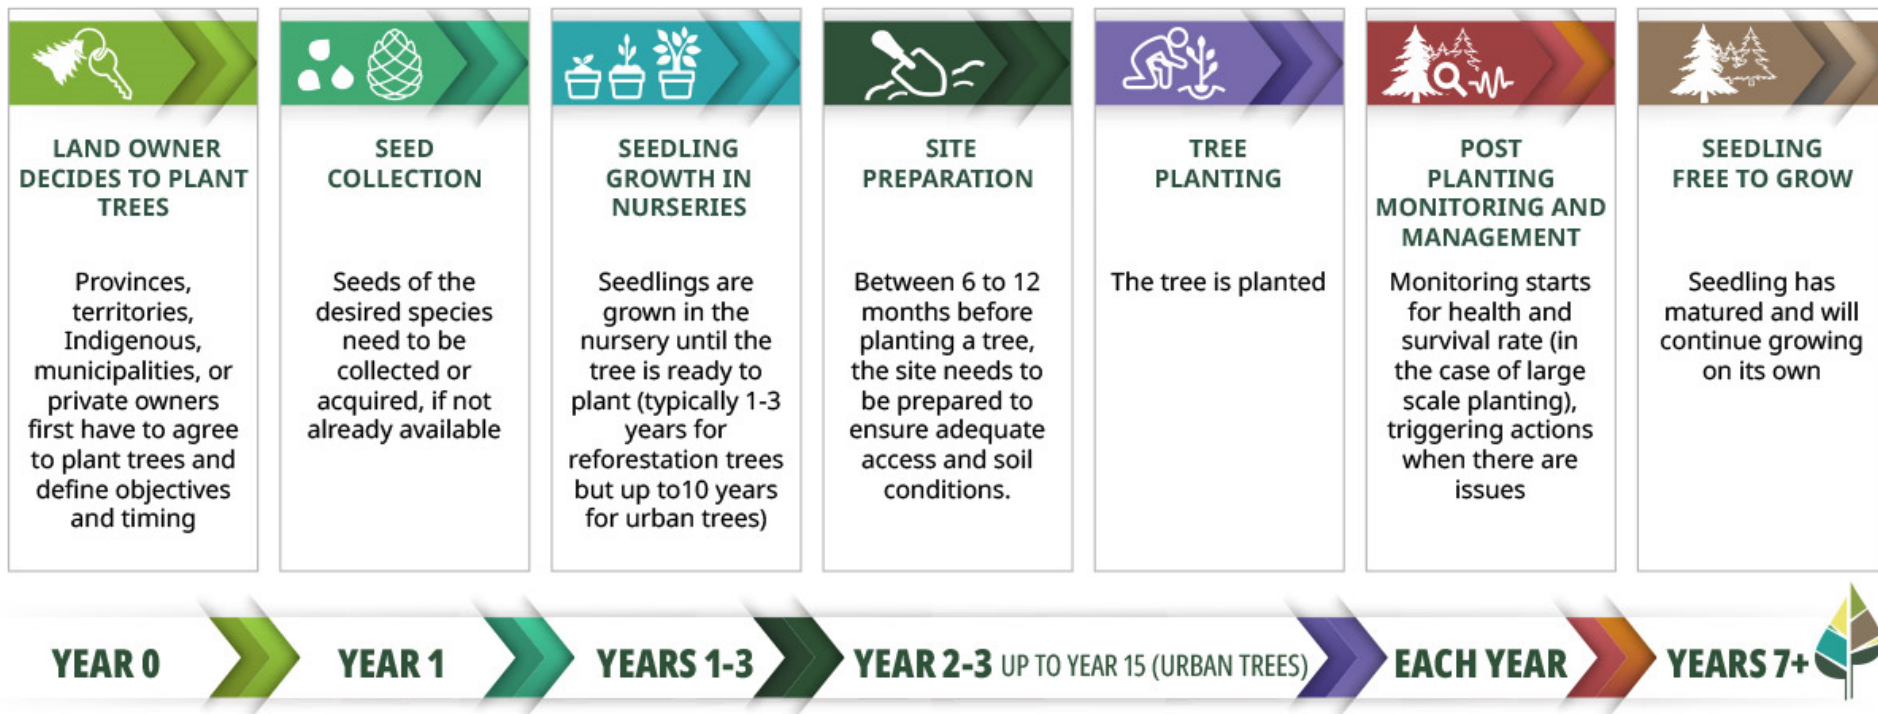 LAND OWNER
DECIDES TO PLANT
TREES
Provinces,
territories,
Indigenous,
municipalities, or
private owners
first have to agree
to plant trees and
define objectives
and timing
SEED
COLLECTION
Seeds of the
desired species
need to be
collected or
acquired, if not
already available
SEEDLING
GROWTH IN
NURSERIES
Seedlings are
grown in the
nursery until the
tree is ready to
plant (typically 1-3
years for
reforestation trees
but up to10 years
for urban trees)
SITE
PREPARATION
Between 6 to 12
months before
planting a tree,
the site needs to
be prepared to
ensure adequate
access and soil
conditions.
TREE
PLANTING
The tree is planted
POST
PLANTING
MONITORING AND
MANAGEMENT
Monitoring starts
for health and
survival rate (in
the case of large
scale planting),
triggering actions
when there are
issues
SEEDLING
FREE TO GROW
Seedling has
matured and will
continue growing
on its own
YEAR 0
YEAR 1
YEARS 1-3
YEAR 2-3 UP TO YEAR 15 (URBAN TREES)
EACH YEAR
YEARS 7+